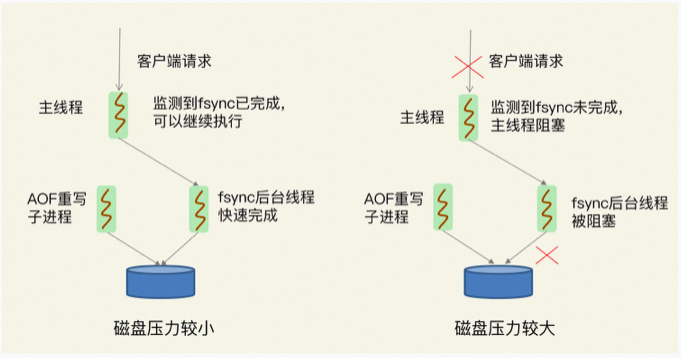 客户端请求
主线程
监测到fsync已完成，
可以继续执行
AOF重写
子进程
fsync后台线程
快速完成
磁盘压力较小
客户端请求
主线程
监测到fsync未完成，
主线程阻塞
AOF重写
子进程
fsync后台线程
被阻塞
磁盘压力较大